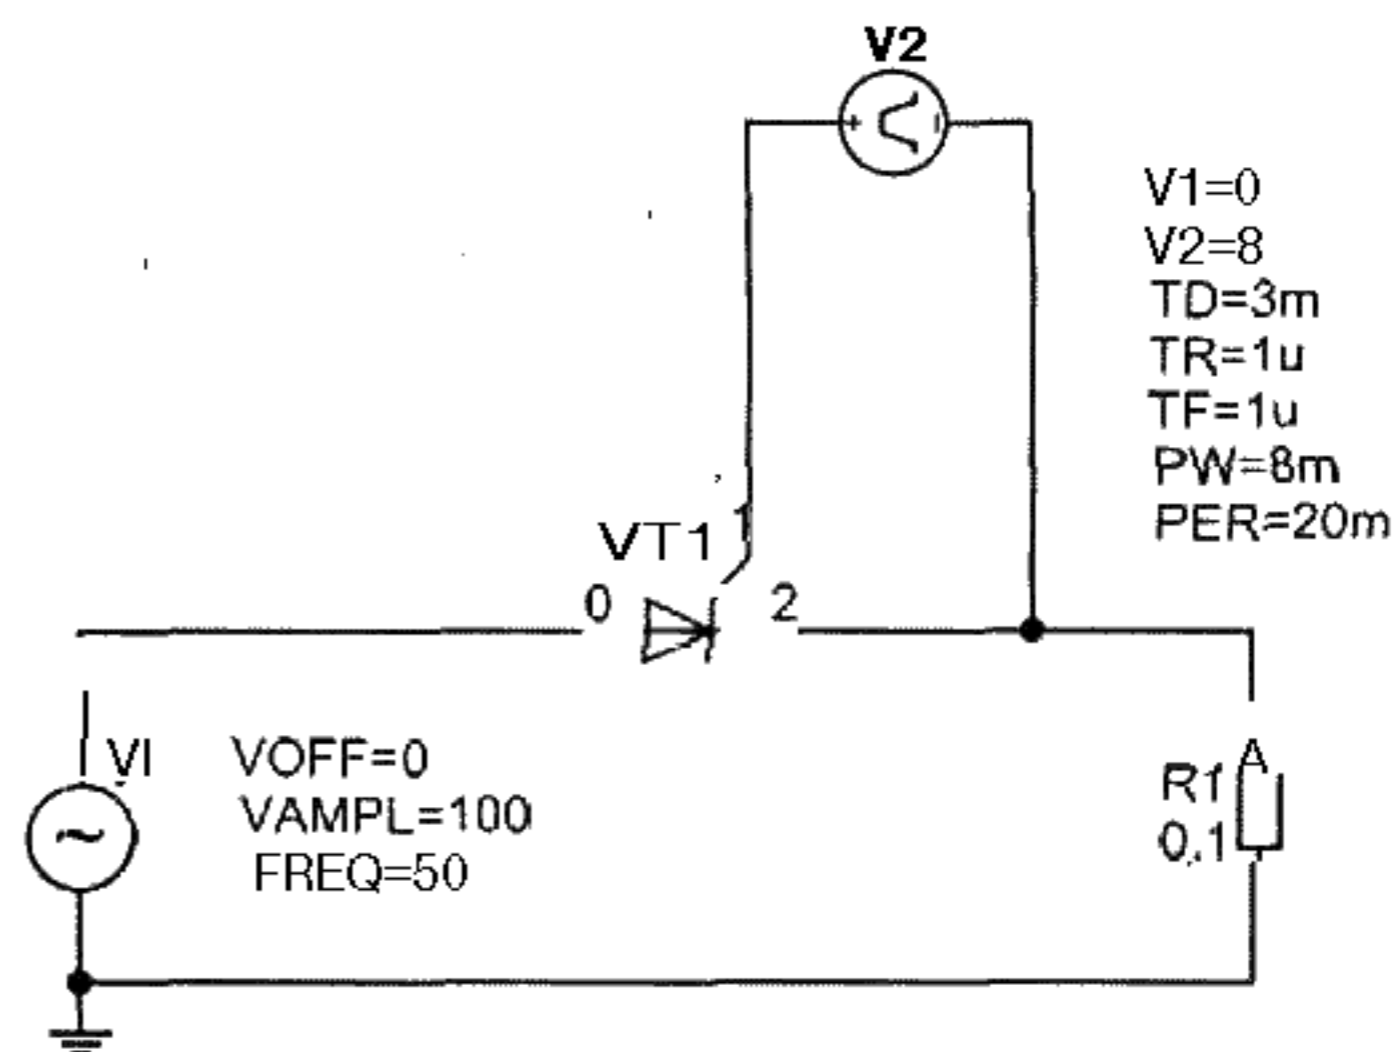 V2
V1=0
V2=8
TD=3m
TR=1u
TF=1u
PW=8m
PER=20m
1
VT1
0
2
VI
VOFF=0
VAMPL=100
FREQ=50
A
R1
0.1